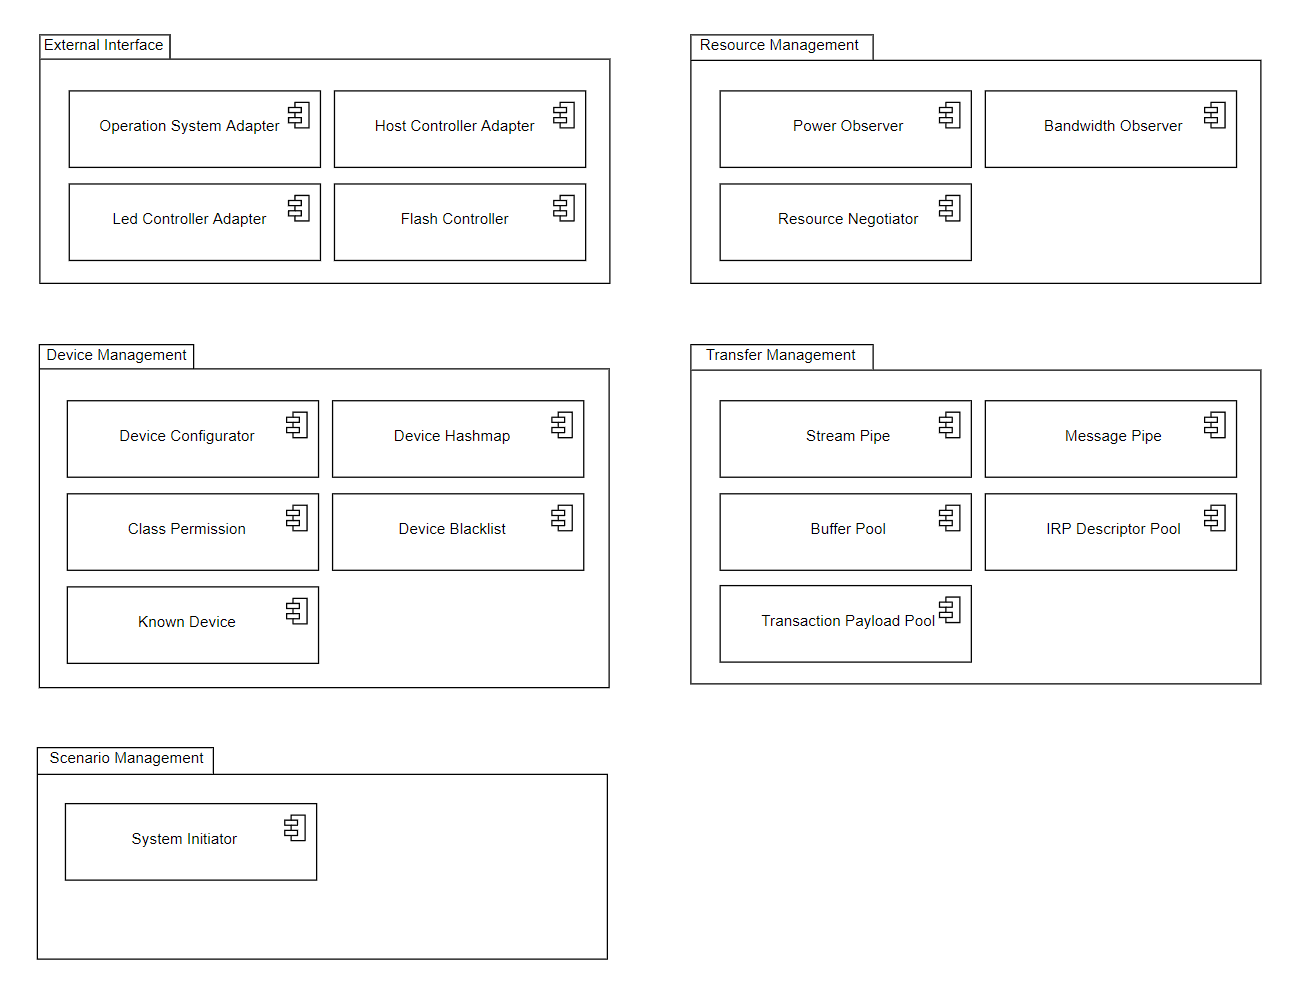 External Interface
Operation System Adapter
Host Controller Adapter
Led Controller Adapter
Flash Controller
Resource Management
Power Observer
Bandwidth Observer
Resource Negotiator
Device Management
Device Configurator
Device Hashmap
Class Permission
Device Blacklist
Known Device
Transfer Management
Stream Pipe
Message Pipe
Buffer Pool
IRP Descriptor Pool
Transaction Payload Pool
Scenario Management
System Initiator